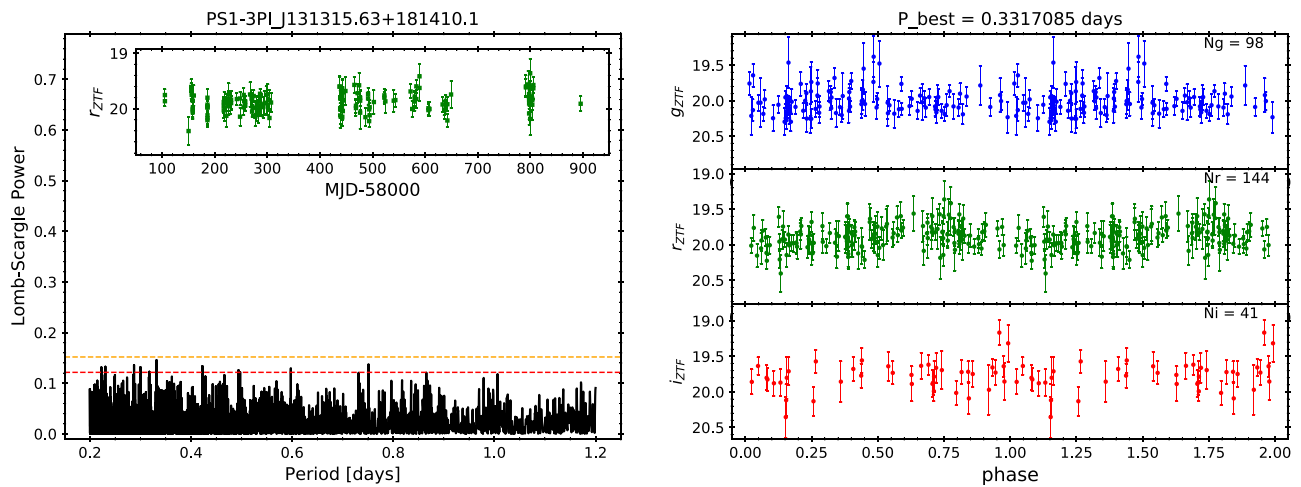 PS1-3PI_J131315.63+181410.1
Lomb-Scargle Power
0.7
0.6
0.5
0.4
0.3
0.2
0.1
0.0
0.2 0.4 0.6 0.8 1.0 1.2
Period [days]
r_ZTF
19
20
100 200 300 400 500 600 700 800 900
MJD-58000
P_best = 0.3317085 days
g_ZTF
19.5
20.0
20.5
Ng = 98
r_ZTF
19.0
19.5
20.0
20.5
Nr = 144
i_ZTF
19.0
19.5
20.0
20.5
Ni = 41
0.00 0.25 0.50 0.75 1.00 1.25 1.50 1.75 2.00
phase